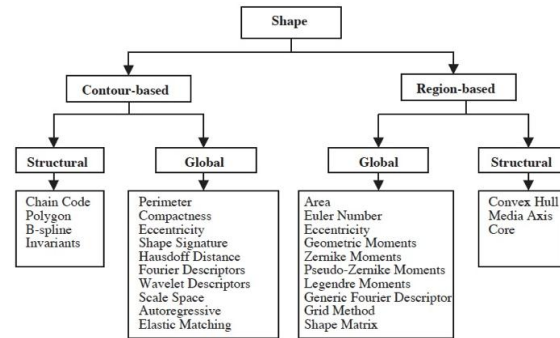 Shape
Contour-based
Region-based
Structural
Global
Global
Structural
Chain Code
Polygon
B-spline
Invariants
Perimeter
Compactness
Eccentricity
Shape Signature
Hausdoff Distance
Fourier Descriptors
Wavelet Descriptors
Scale Space
Autoregressive
Elastic Matching
Area
Euler Number
Eccentricity
Geometric Moments
Zernike Moments
Pseudo-Zernike Moments
Legendre Moments
Generic Fourier Descriptor
Grid Method
Shape Matrix
Convex Hull
Media Axis
Core